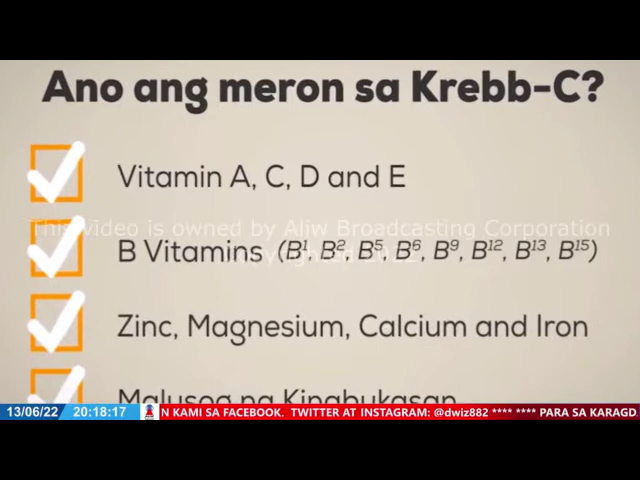 Ano ang meron sa Krebb-C?
Vitamin A, C, D and E
This video is owned by Aliw Broadcasting Corporation
B Vitamins (B1, B2, B5, B6, B9, B12, B13, B15)
Zinc, Magnesium, Calcium and Iron
Malusog na Kinabukasan
13/06/22 20:18:17 N KAMI SA FACEBOOK. TWITTER AT INSTAGRAM: @dwiz882 **** **** PARA SA KARAGD